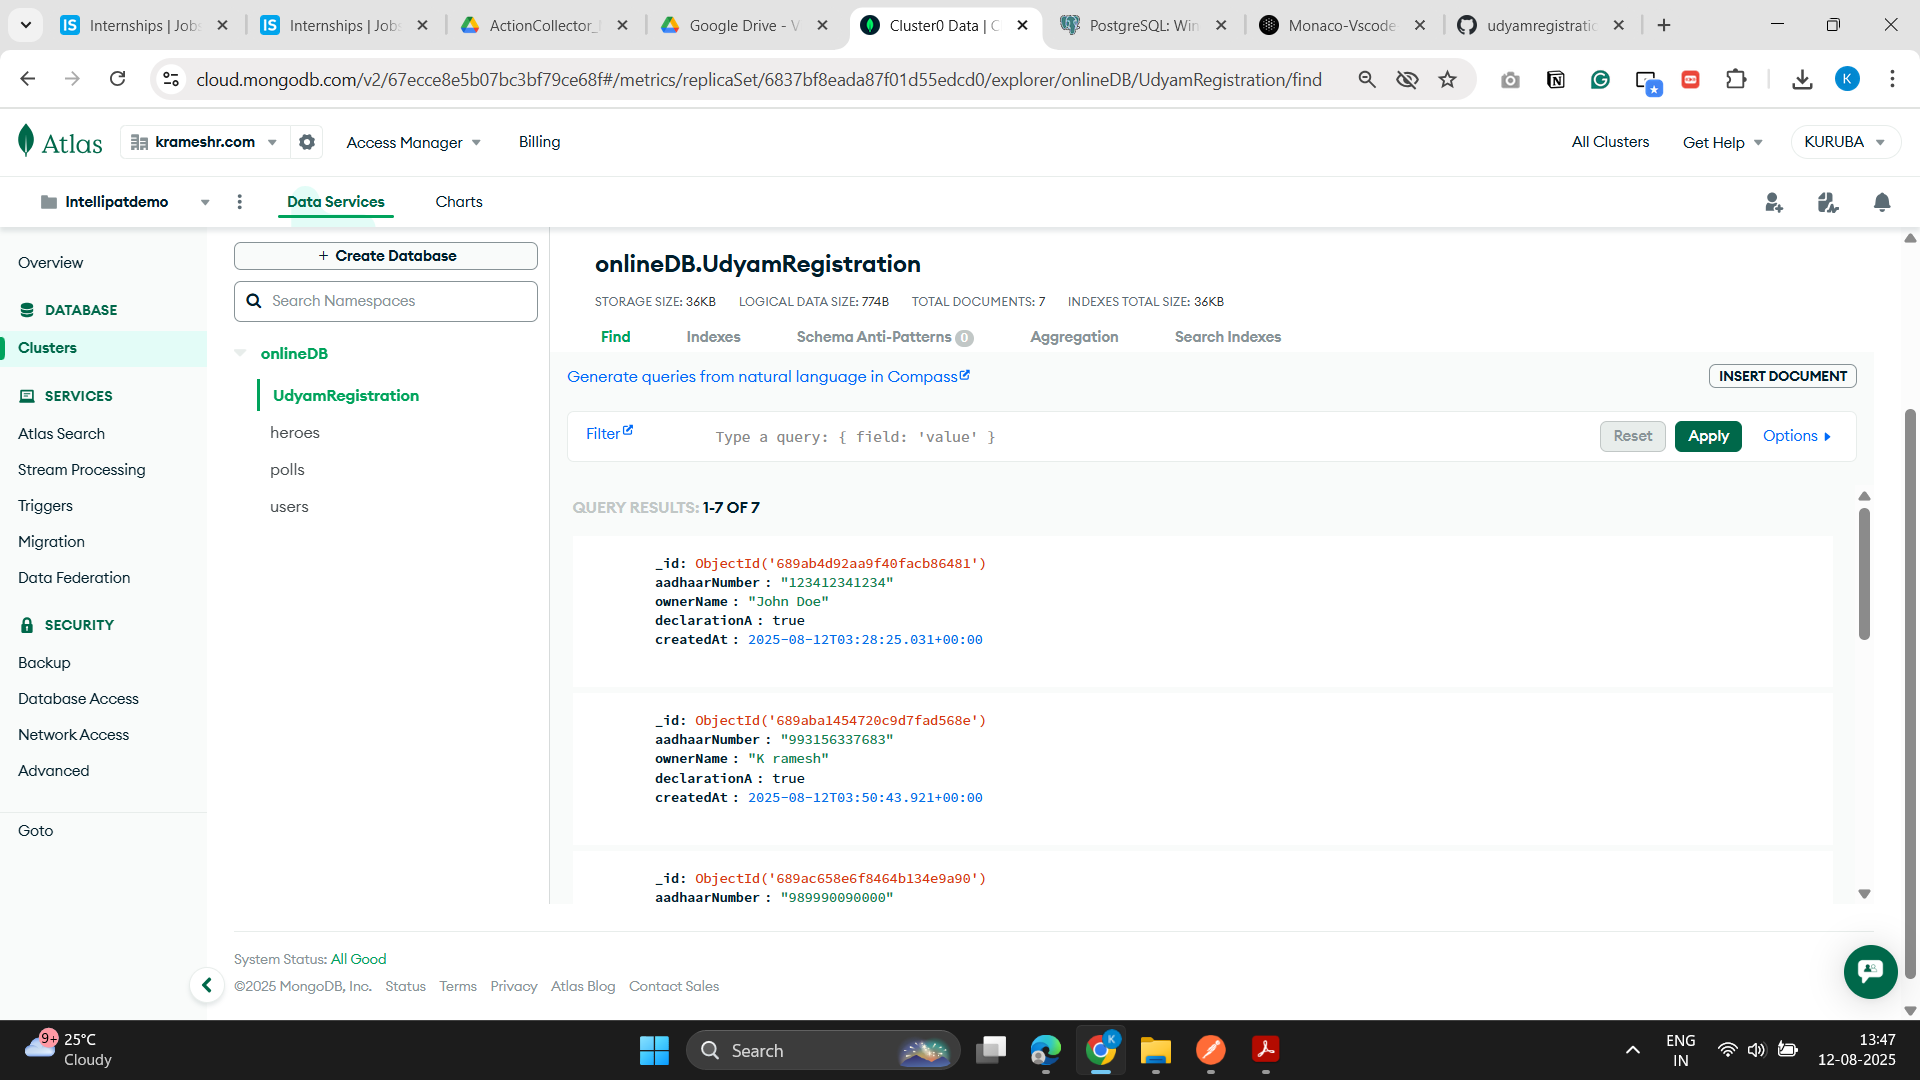 Internships | Jobs
Internships | Jobs
ActionCollector_
Google Drive - V
Cluster0 Data | C
PostgreSQL: Win
Monaco-Vscode
udyamregistratio
cloud.mongodb.com/v2/67ecce8e5b07bc3bf79ce68f#/metrics/replicaSet/6837bf8eada87f01d55edcd0/explorer/onlineDB/UdyamRegistration/find
K
Atlas
krameshr.com
Access Manager
Billing
All Clusters
Get Help
KURUBA
Intellipatdemo
Data Services
Charts
Overview
DATABASE
Clusters
SERVICES
Atlas Search
Stream Processing
Triggers
Migration
Data Federation
SECURITY
Backup
Database Access
Network Access
Advanced
Goto
+ Create Database
Search Namespaces
onlineDB
UdyamRegistration
heroes
polls
users
onlineDB.UdyamRegistration
STORAGE SIZE: 36KB LOGICAL DATA SIZE: 774B TOTAL DOCUMENTS: 7 INDEXES TOTAL SIZE: 36KB
Find Indexes Schema Anti-Patterns 0 Aggregation Search Indexes
Generate queries from natural language in Compass
INSERT DOCUMENT
Filter
Type a query: { field: 'value' }
Reset
Apply
Options
QUERY RESULTS: 1-7 OF 7
_id: ObjectId('689ab4d92aa9f40facb86481')
aadhaarNumber : "123412341234"
ownerName : "John Doe"
declarationA : true
createdAt : 2025-08-12T03:28:25.031+00:00
_id: ObjectId('689aba1454720c9d7fad568e')
aadhaarNumber : "993156337683"
ownerName : "K ramesh"
declarationA : true
createdAt : 2025-08-12T03:50:43.921+00:00
_id: ObjectId('689ac658e6f8464b134e9a90')
aadhaarNumber : "989990090000"
System Status: All Good
©2025 MongoDB, Inc. Status Terms Privacy Atlas Blog Contact Sales
9+
25°C
Cloudy
Search
K
ENG
IN
13:47
12-08-2025